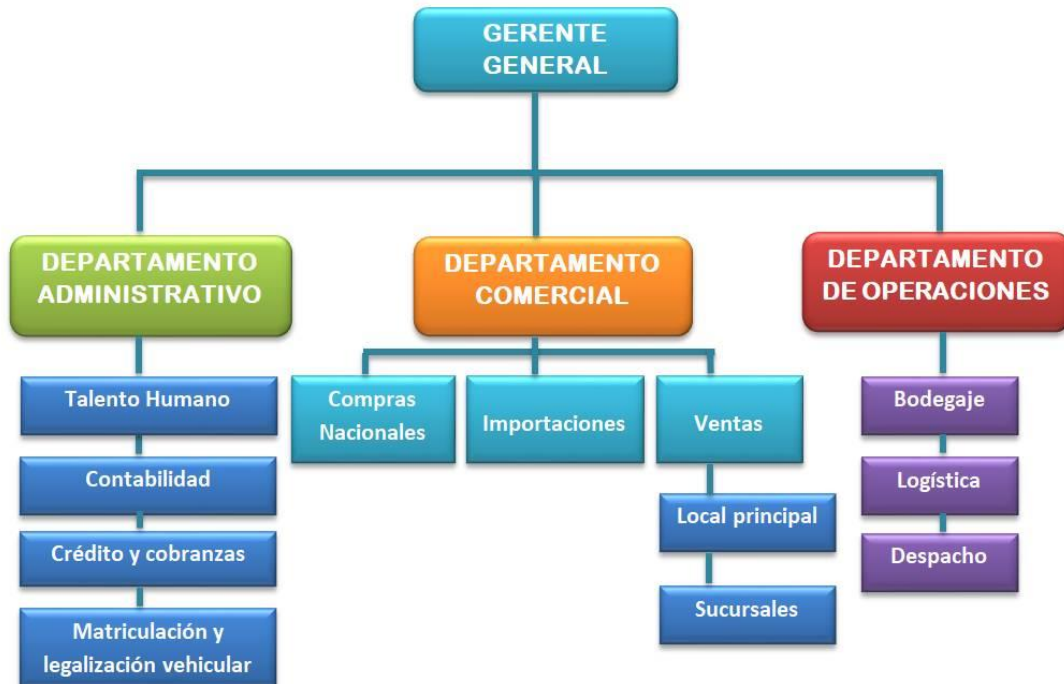 GERENTE
GENERAL
DEPARTAMENTO
ADMINISTRATIVO
DEPARTAMENTO
COMERCIAL
DEPARTAMENTO
DE OPERACIONES
Talento Humano
Contabilidad
Crédito y cobranzas
Matriculación y
legalización vehicular
Compras
Nacionales
Importaciones
Ventas
Local principal
Sucursales
Bodegaje
Logística
Despacho